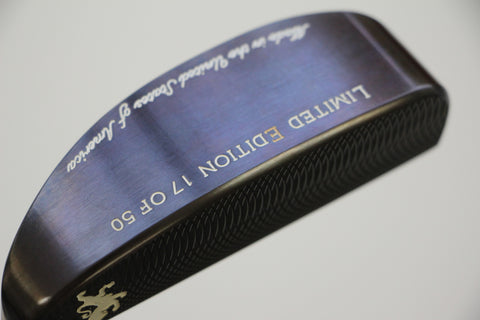 Made in the United States of America
LIMITED EDITION 17 OF 50